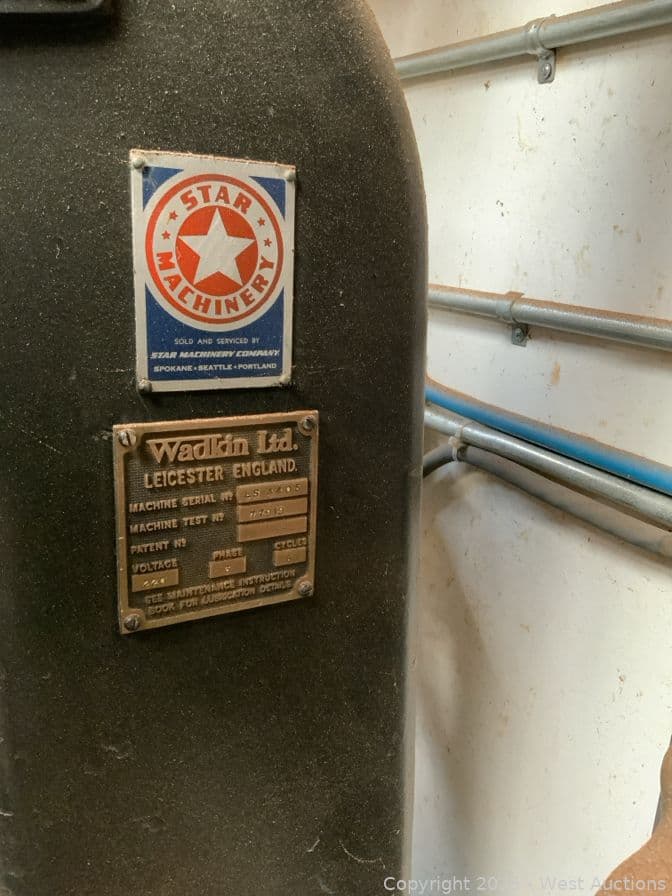 STAR
MACHINERY
SOLD AND SERVICED BY
STAR MACHINERY COMPANY
SPOKANE • SEATTLE • PORTLAND
Wadkin Ltd.
LEICESTER ENGLAND.
MACHINE SERIAL Nº
MACHINE TEST Nº
PATENT Nº
VOLTAGE PHASE CYCLES
SEE MAINTENANCE INSTRUCTION
BOOK FOR LUBRICATION DETAILS
Copyright West Auctions